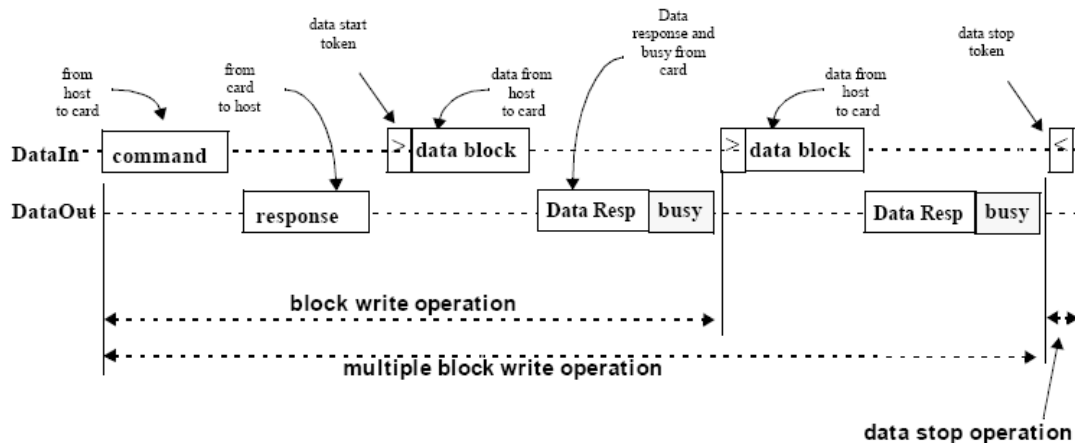 data start
token
Data
response and
busy from
card
data stop
token
from
host
to card
from
card
to host
data from
host
to card
data from
host
to card
DataIn
command
>
data block
>
data block
<
DataOut
response
Data Resp
busy
Data Resp
busy
block write operation
multiple block write operation
data stop operation